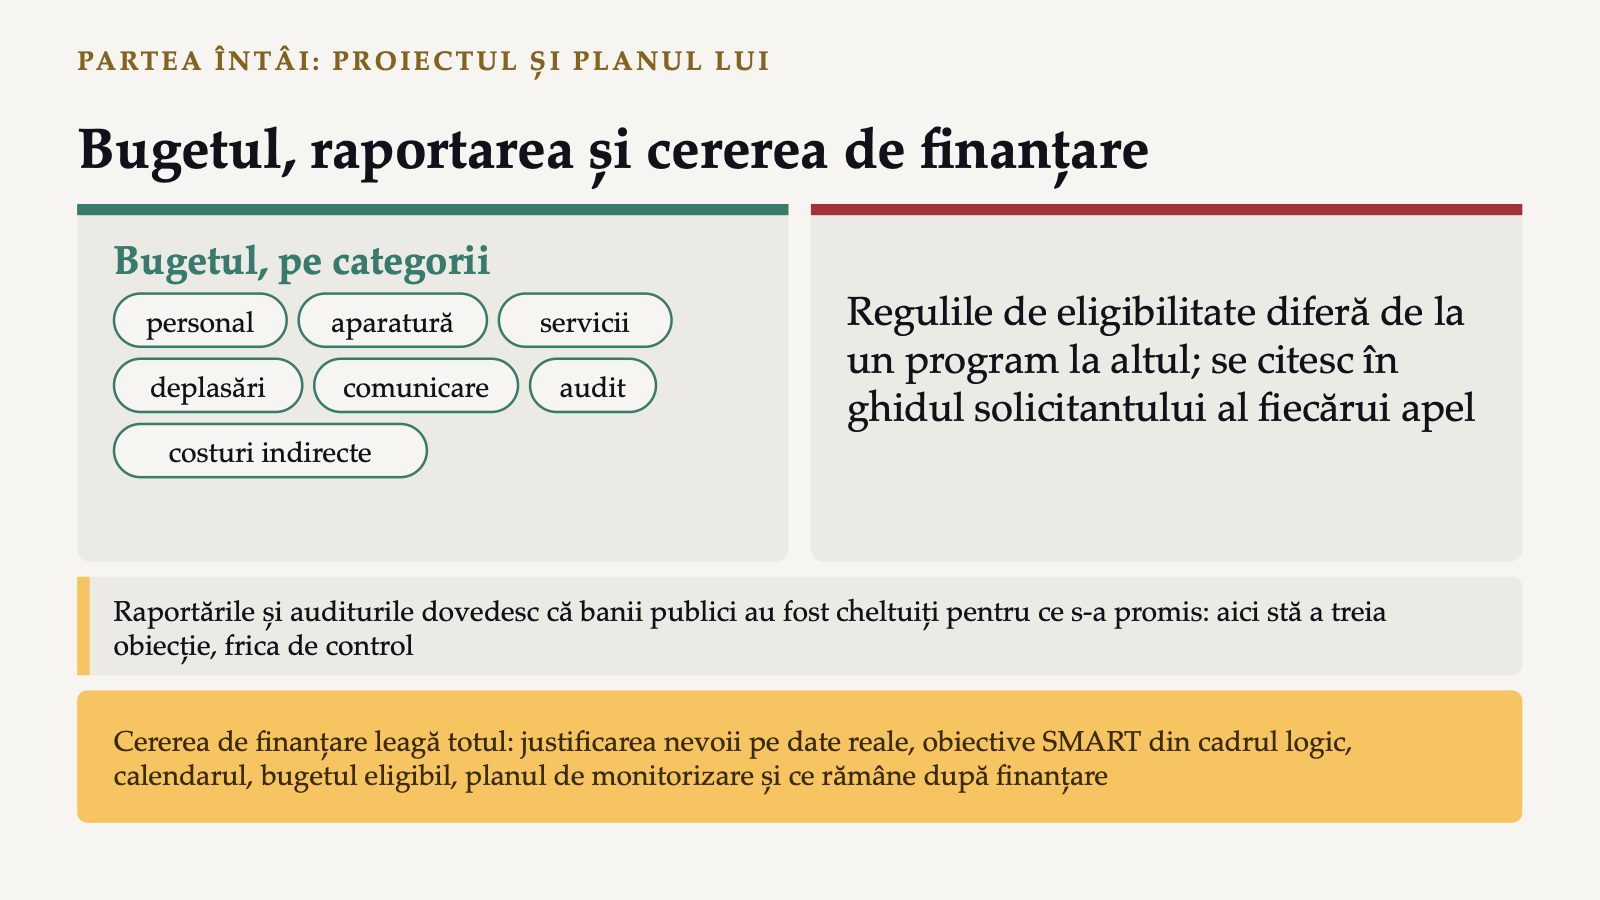 PARTEA ÎNTÂI: PROIECTUL ȘI PLANUL LUI
Bugetul, raportarea și cererea de finanțare
Bugetul, pe categorii
personal
aparatură
servicii
deplasări
comunicare
audit
costuri indirecte
Regulile de eligibilitate diferă de la
un program la altul; se citesc în
ghidul solicitantului al fiecărui apel
Raportările și auditurile dovedesc că banii publici au fost cheltuiți pentru ce s-a promis: aici stă a treia
obiecție, frica de control
Cererea de finanțare leagă totul: justificarea nevoii pe date reale, obiective SMART din cadrul logic,
calendarul, bugetul eligibil, planul de monitorizare și ce rămâne după finanțare